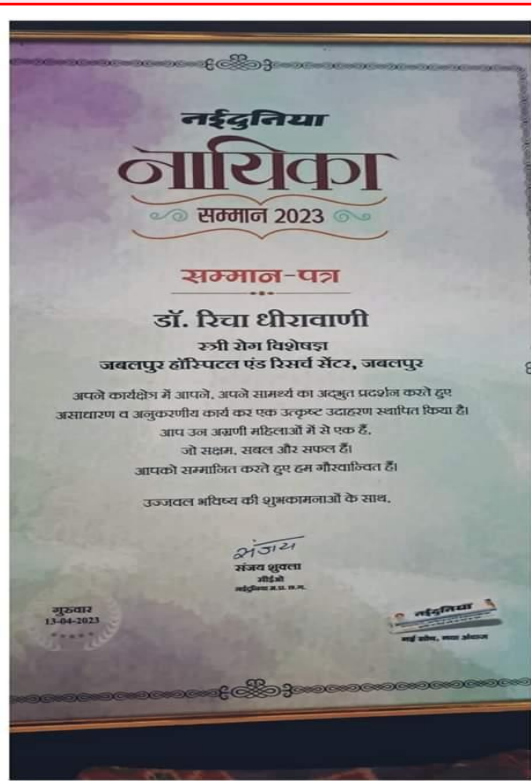 नईदुनिया
नायिका
सम्मान 2023
सम्मान-पत्र
डॉ. रिचा धीरावाणी
स्त्री रोग विशेषज्ञ
जबलपुर हॉस्पिटल एंड रिसर्च सेंटर, जबलपुर
अपने कार्यक्षेत्र में आपने, अपने सामर्थ्य का अद्भुत प्रदर्शन करते हुए
असाधारण व अनुकरणीय कार्य कर एक उत्कृष्ट उदाहरण स्थापित किया है।
आप उन अग्रणी महिलाओं में से एक हैं,
जो सक्षम, सबल और सफल हैं।
आपको सम्मानित करते हुए हम गौरवान्वित हैं।
उज्जवल भविष्य की शुभकामनाओं के साथ,
संजय
संजय शुक्ला
सीईओ
नईदुनिया म.प्र. छ.ग.
गुरुवार
13-04-2023
नईदुनिया
नई सोच, नया अंदाज